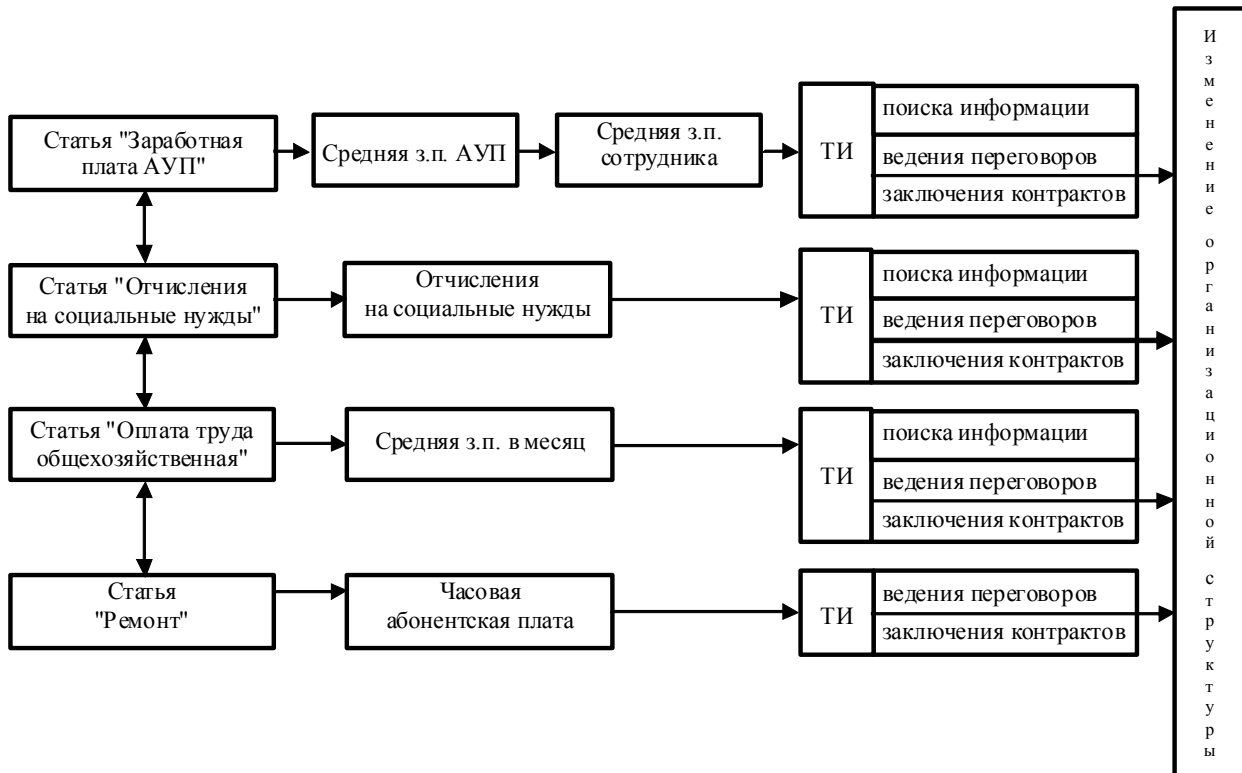 Статья "Заработная
плата АУП"
Средняя з.п. АУП
Средняя з.п.
сотрудника
ТИ
поиска информации
ведения переговоров
заключения контрактов
Статья "Отчисления
на социальные нужды"
Отчисления
на социальные нужды
ТИ
поиска информации
ведения переговоров
заключения контрактов
Статья "Оплата труда
общехозяйственная"
Средняя з.п. в месяц
ТИ
поиска информации
ведения переговоров
заключения контрактов
Статья
"Ремонт"
Часовая
абонентская плата
ТИ
ведения переговоров
заключения контрактов
Изменение организационной структуры